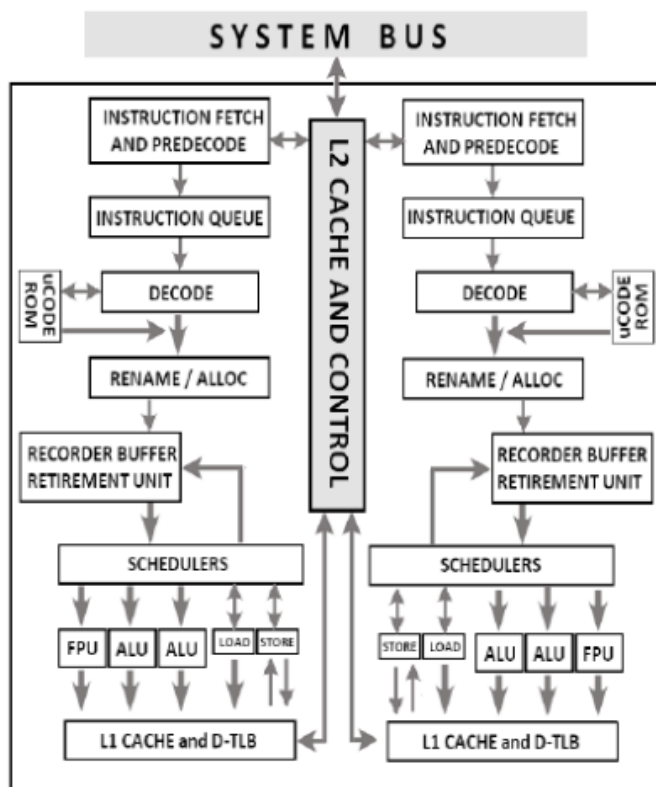 SYSTEM BUS
INSTRUCTION FETCH
AND PREDECODE
INSTRUCTION QUEUE
DECODE
uCODE
ROM
RENAME / ALLOC
RECORDER BUFFER
RETIREMENT UNIT
SCHEDULERS
FPU
ALU
ALU
LOAD
STORE
L1 CACHE and D-TLB
L2 CACHE AND CONTROL
INSTRUCTION FETCH
AND PREDECODE
INSTRUCTION QUEUE
DECODE
uCODE
ROM
RENAME / ALLOC
RECORDER BUFFER
RETIREMENT UNIT
SCHEDULERS
STORE
LOAD
ALU
ALU
FPU
L1 CACHE and D-TLB